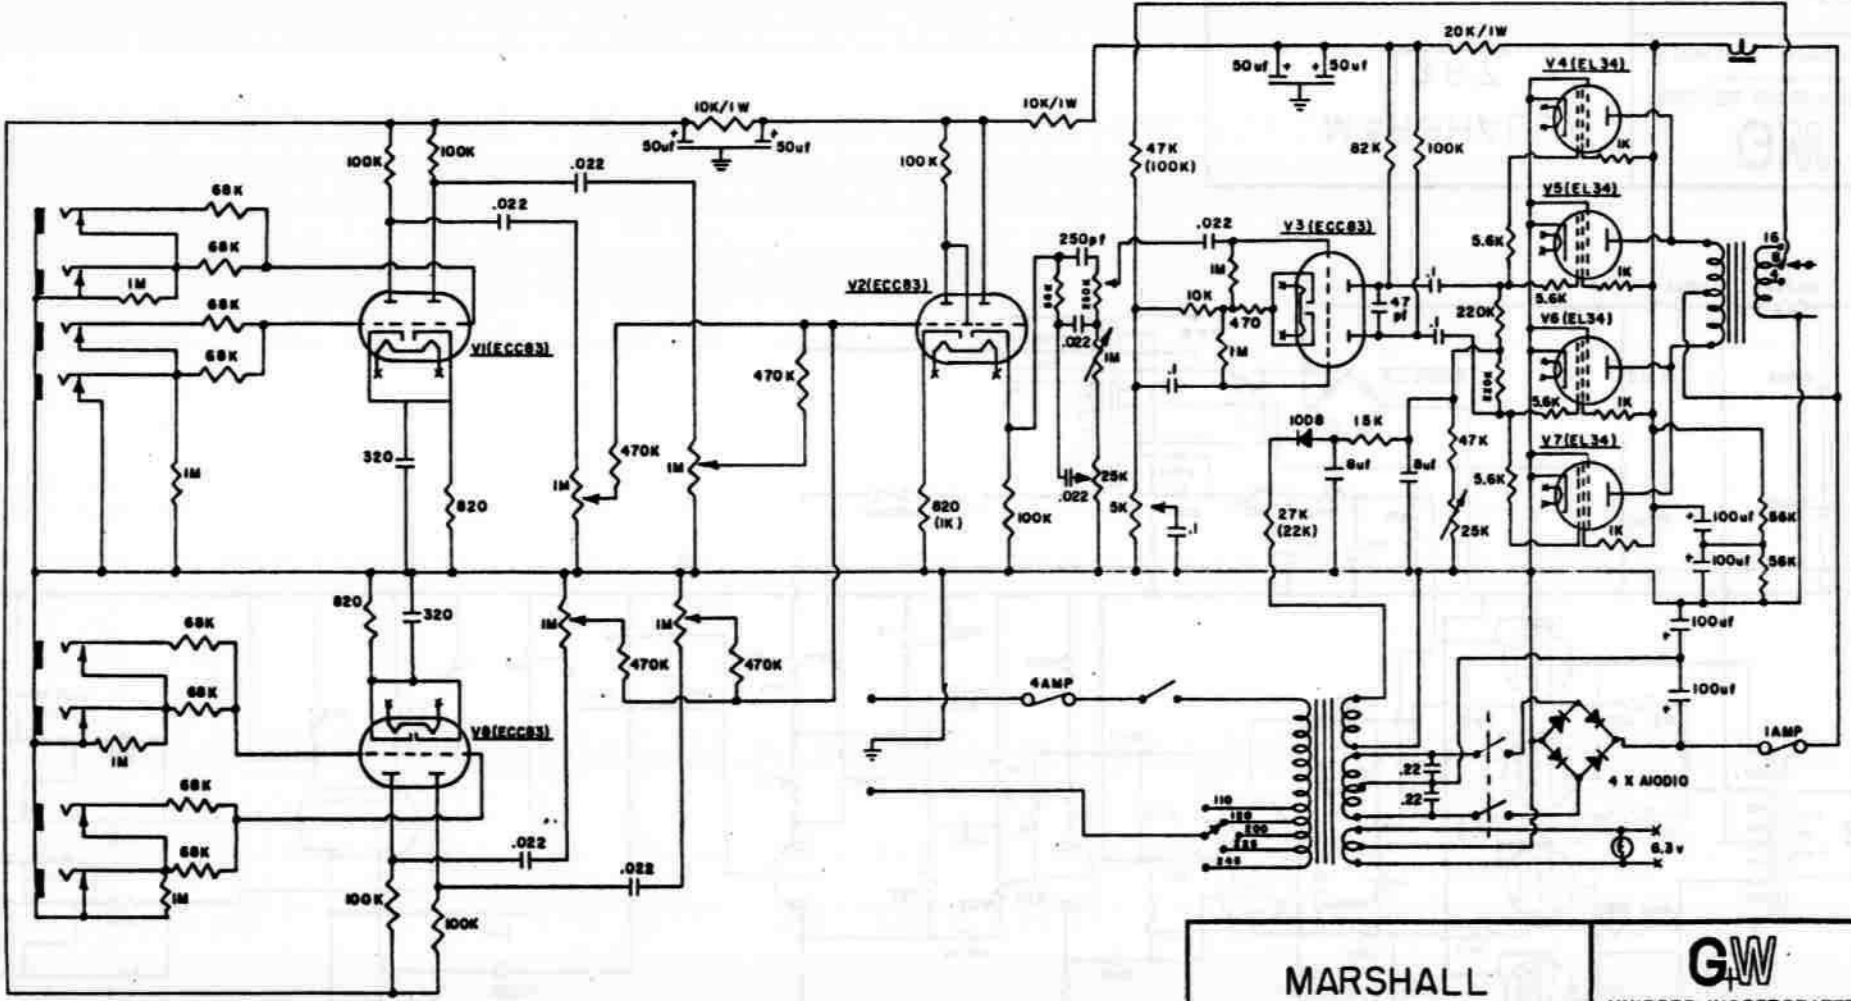 20K/1W
V4(EL34)
50uf
50uf
10K/1W
10K/1W
50uf
50uf
100K
100K
.022
100K
47K
(100K)
82K
100K
1K
68K
.022
V5(EL34)
.022
V3(ECC83)
250pf
5.6K
16
8
4
68K
1M
1M
1K
68K
V2(ECC83)
250K
10K
470
47
pf
.1
5.6K
220K
V1(ECC83)
.022
1M
1M
.1
V6(EL34)
68K
470K
.1
220K
5.6K
1K
15K
47K
V7(EL34)
320
470K
1M
1M
1M
25K
.022
8uf
8uf
5.6K
820
820
(1K)
100K
5K
.1
27K
(22K)
25K
1K
100uf
56K
100uf
56K
820
320
68K
1M
1M
100uf
470K
470K
68K
4AMP
100uf
V8(ECC83)
1M
1AMP
.22
.22
4 X A10D10
68K
110
120
200
225
245
6.3v
68K
.022
.022
1M
100K
100K
MARSHALL
G+W